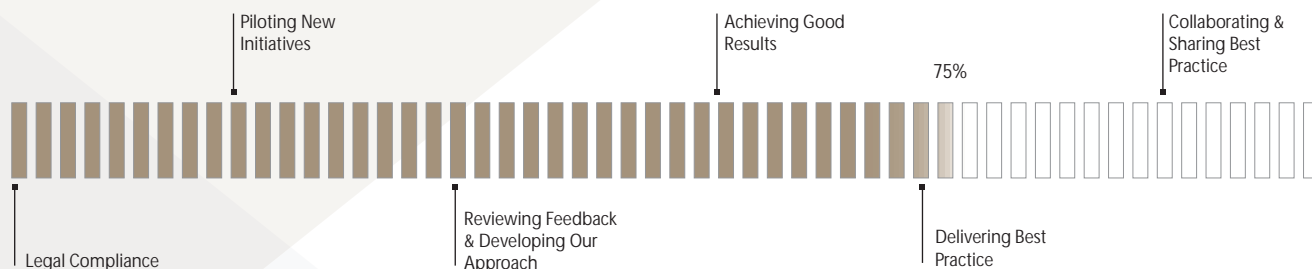 Piloting New
Initiatives
Achieving Good
Results
Collaborating &
Sharing Best
Practice
75%
Legal Compliance
Reviewing Feedback
& Developing Our
Approach
Delivering Best
Practice